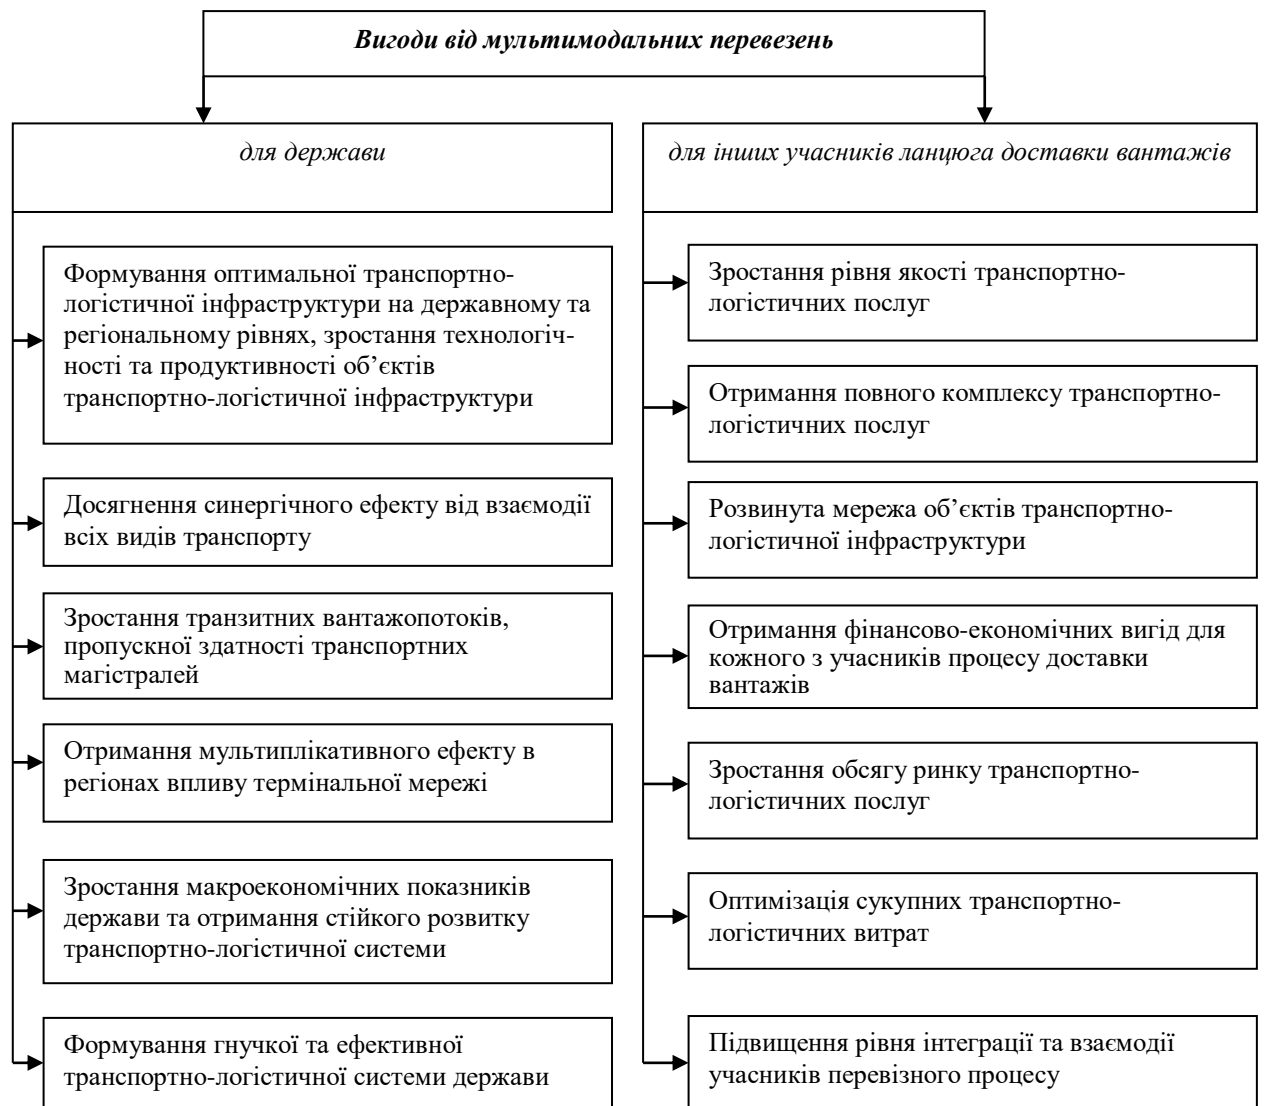 Вигоди від мультимодальних перевезень
для держави
Формування оптимальної транспортно-
логістичної інфраструктури на державному та
регіональному рівнях, зростання технологіч-
ності та продуктивності об’єктів
транспортно-логістичної інфраструктури
Досягнення синергічного ефекту від взаємодії
всіх видів транспорту
Зростання транзитних вантажопотоків,
пропускної здатності транспортних
магістралей
Отримання мультиплікативного ефекту в
регіонах впливу термінальної мережі
Зростання макроекономічних показників
держави та отримання стійкого розвитку
транспортно-логістичної системи
Формування гнучкої та ефективної
транспортно-логістичної системи держави
для інших учасників ланцюга доставки вантажів
Зростання рівня якості транспортно-
логістичних послуг
Отримання повного комплексу транспортно-
логістичних послуг
Розвинута мережа об’єктів транспортно-
логістичної інфраструктури
Отримання фінансово-економічних вигід для
кожного з учасників процесу доставки
вантажів
Зростання обсягу ринку транспортно-
логістичних послуг
Оптимізація сукупних транспортно-
логістичних витрат
Підвищення рівня інтеграції та взаємодії
учасників перевізного процесу